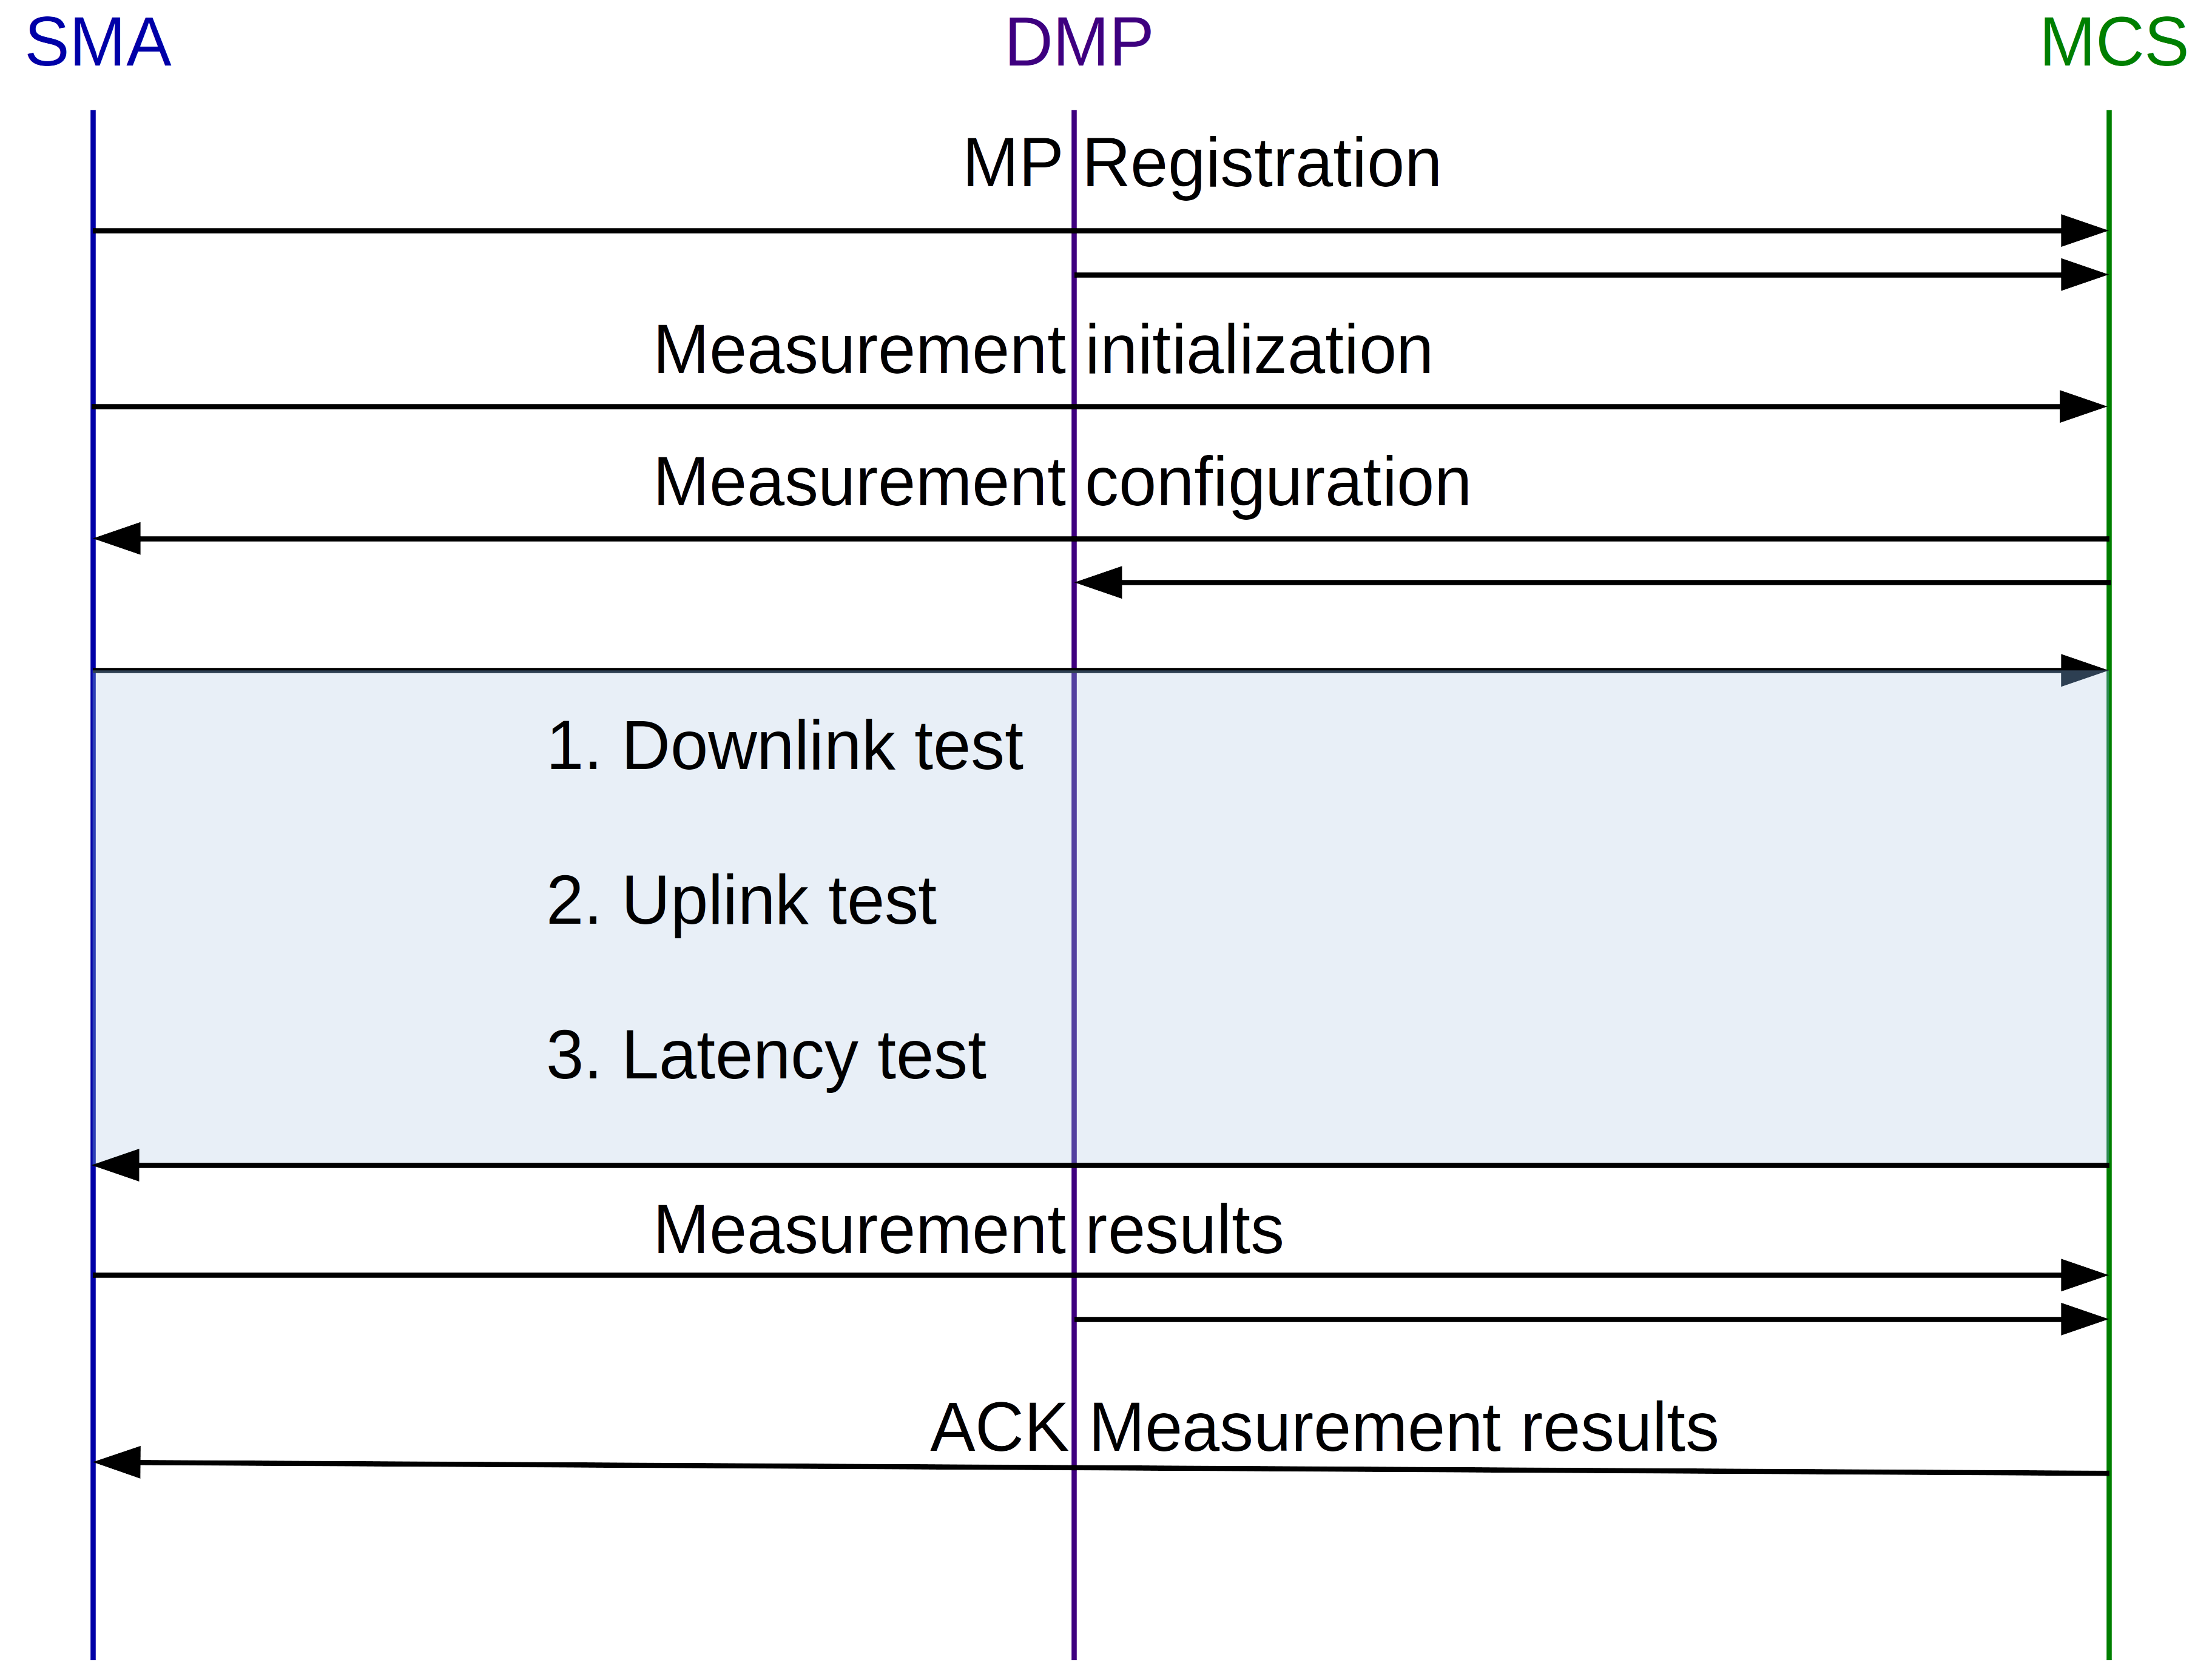 SMA DMP MCS
MP Registration
Measurement initialization
Measurement configuration
1. Downlink test
2. Uplink test
3. Latency test
Measurement results
ACK Measurement results